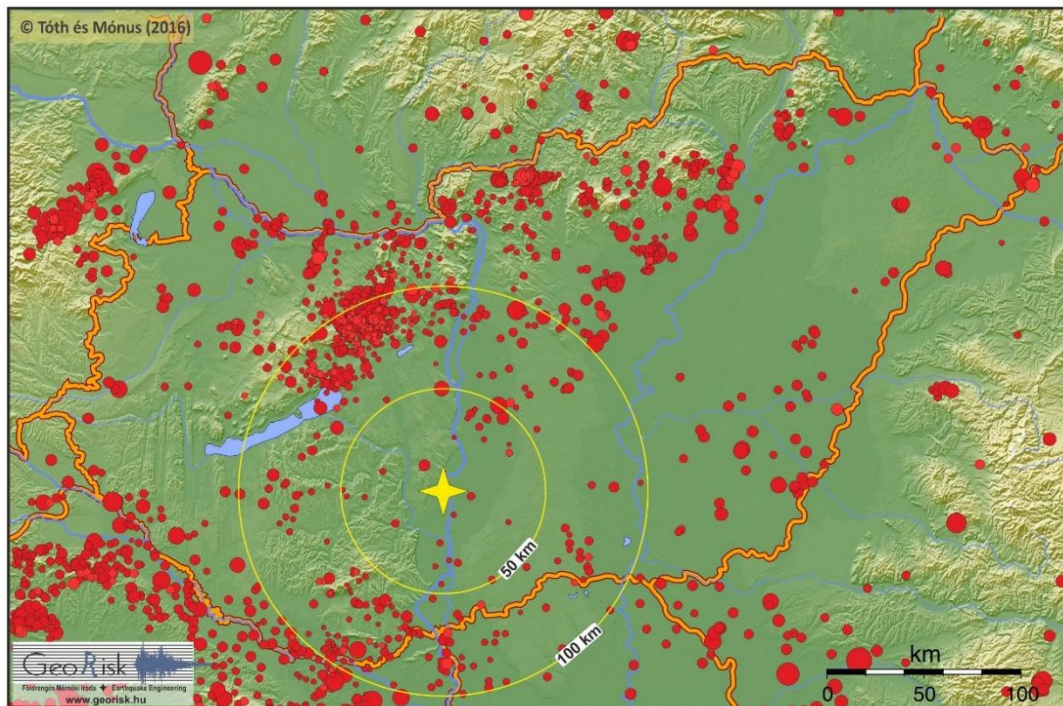 © Tóth és Mónus (2016)
50 km
100 km
GeoRisk
Földrengés Mérnöki Iroda ✦ Earthquake Engineering
www.georisk.hu
km
0 50 100